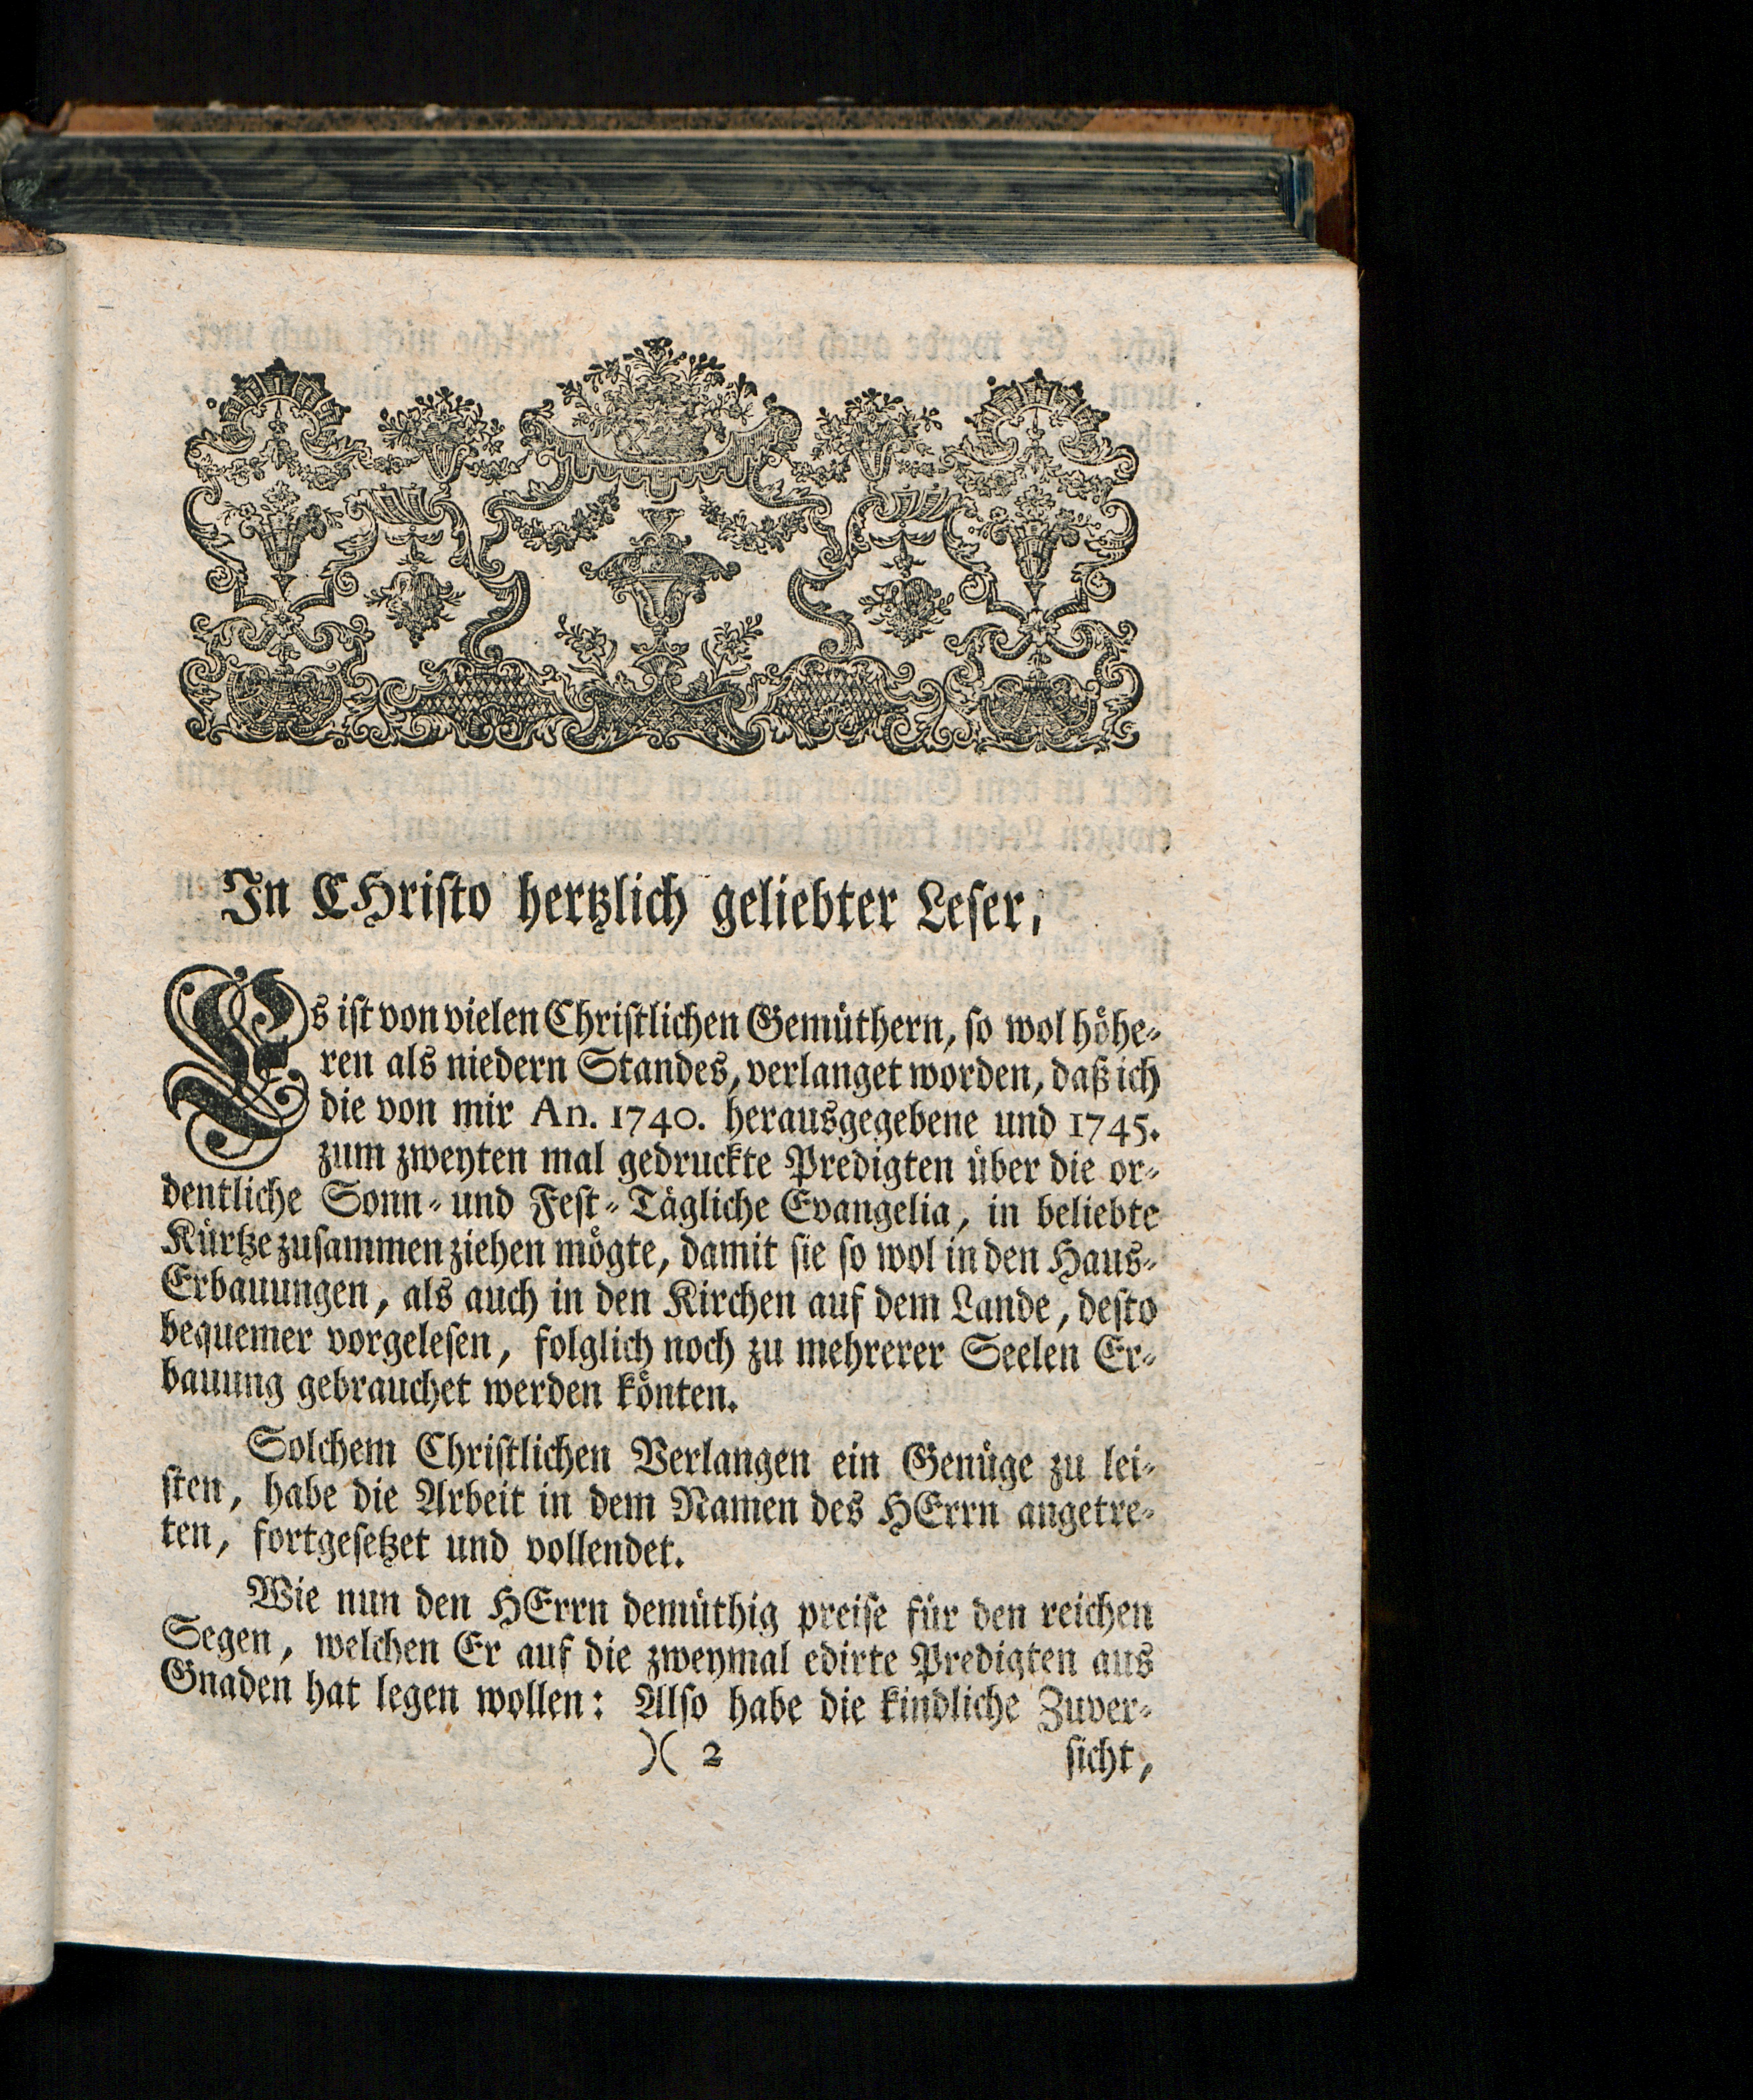 In CHristo hertzlich geliebter Leser,
Es ist von vielen Christlichen Gemüthern, so wol höhe-
ren als niedern Standes, verlanget worden, daß ich
die von mir An. 1740. herausgegebene und 1745.
zum zweyten mal gedruckte Predigten über die or-
dentliche Sonn- und Fest-Tägliche Evangelia, in beliebte
Kürtze zusammen ziehen mögte, damit sie so wol in den Haus-
Erbauungen, als auch in den Kirchen auf dem Lande, desto
bequemer vorgelesen, folglich noch zu mehrerer Seelen Er-
bauung gebrauchet werden könten.
Solchem Christlichen Verlangen ein Genüge zu lei-
sten, habe die Arbeit in dem Namen des HErrn angetre-
ten, fortgesetzet und vollendet.
Wie nun den HErrn demüthig preise für den reichen
Segen, welchen Er auf die zweymal edirte Predigten aus
Gnaden hat legen wollen: Also habe die kindliche Zuver-
)( 2 sicht,